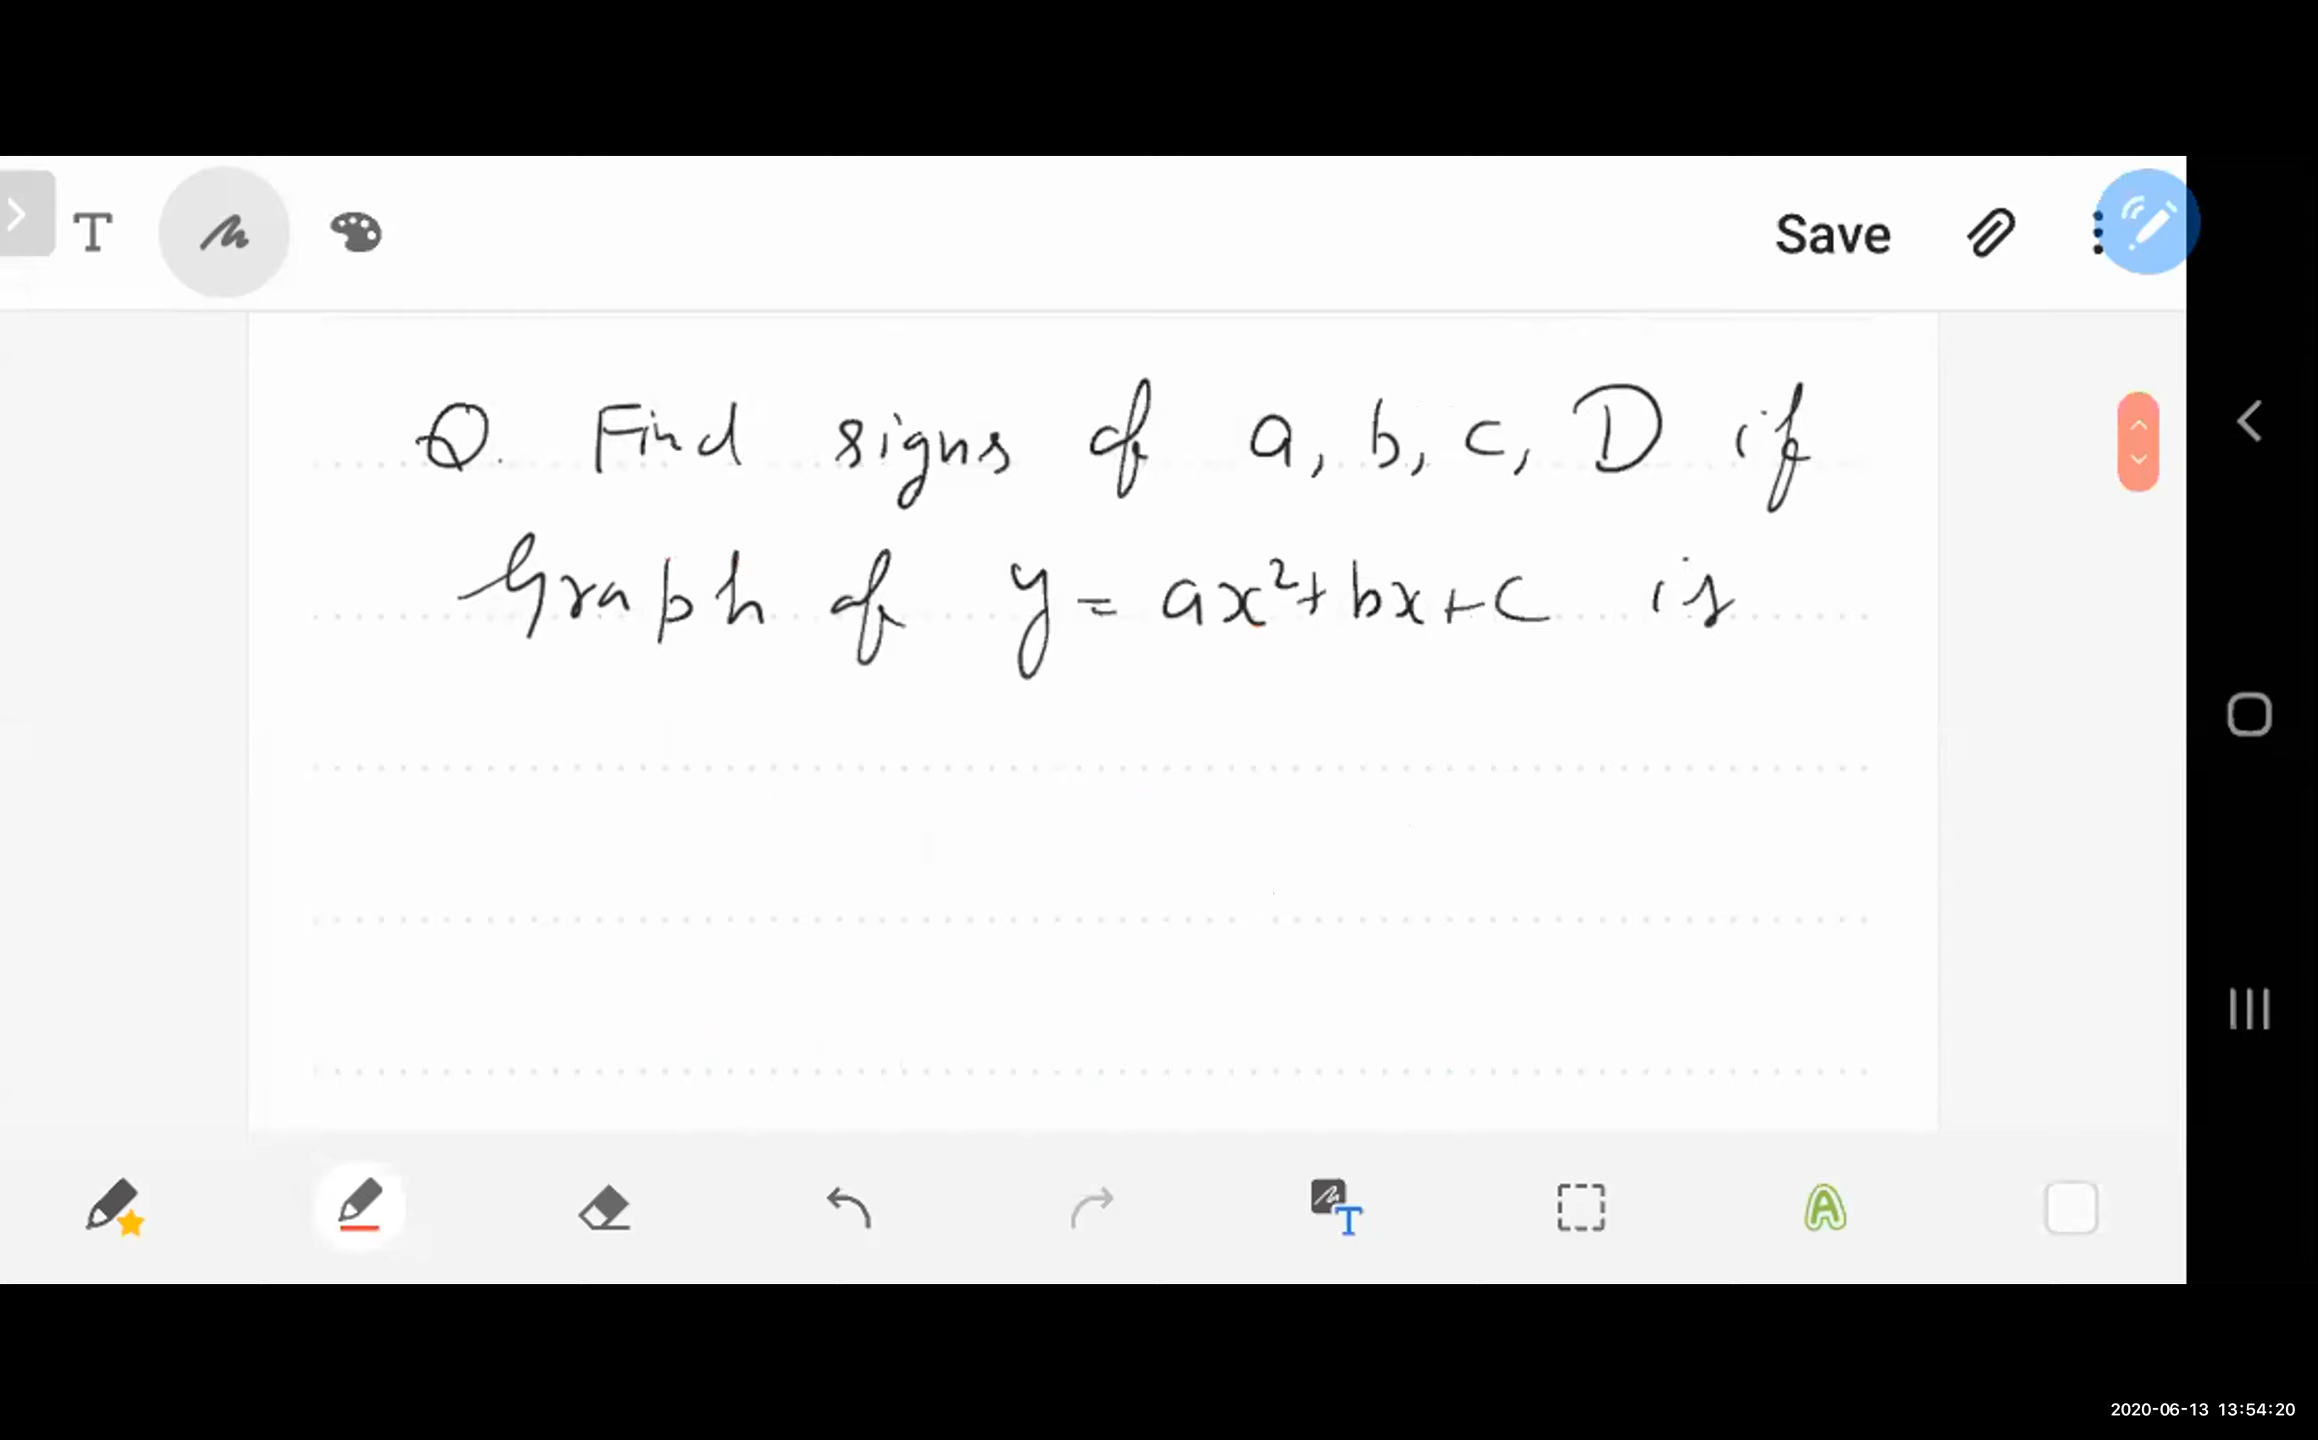 T Save
Q. Find signs of a, b, c, D if
Graph of y = ax²+ bx+c is
T A
2020-06-13 13:54:20